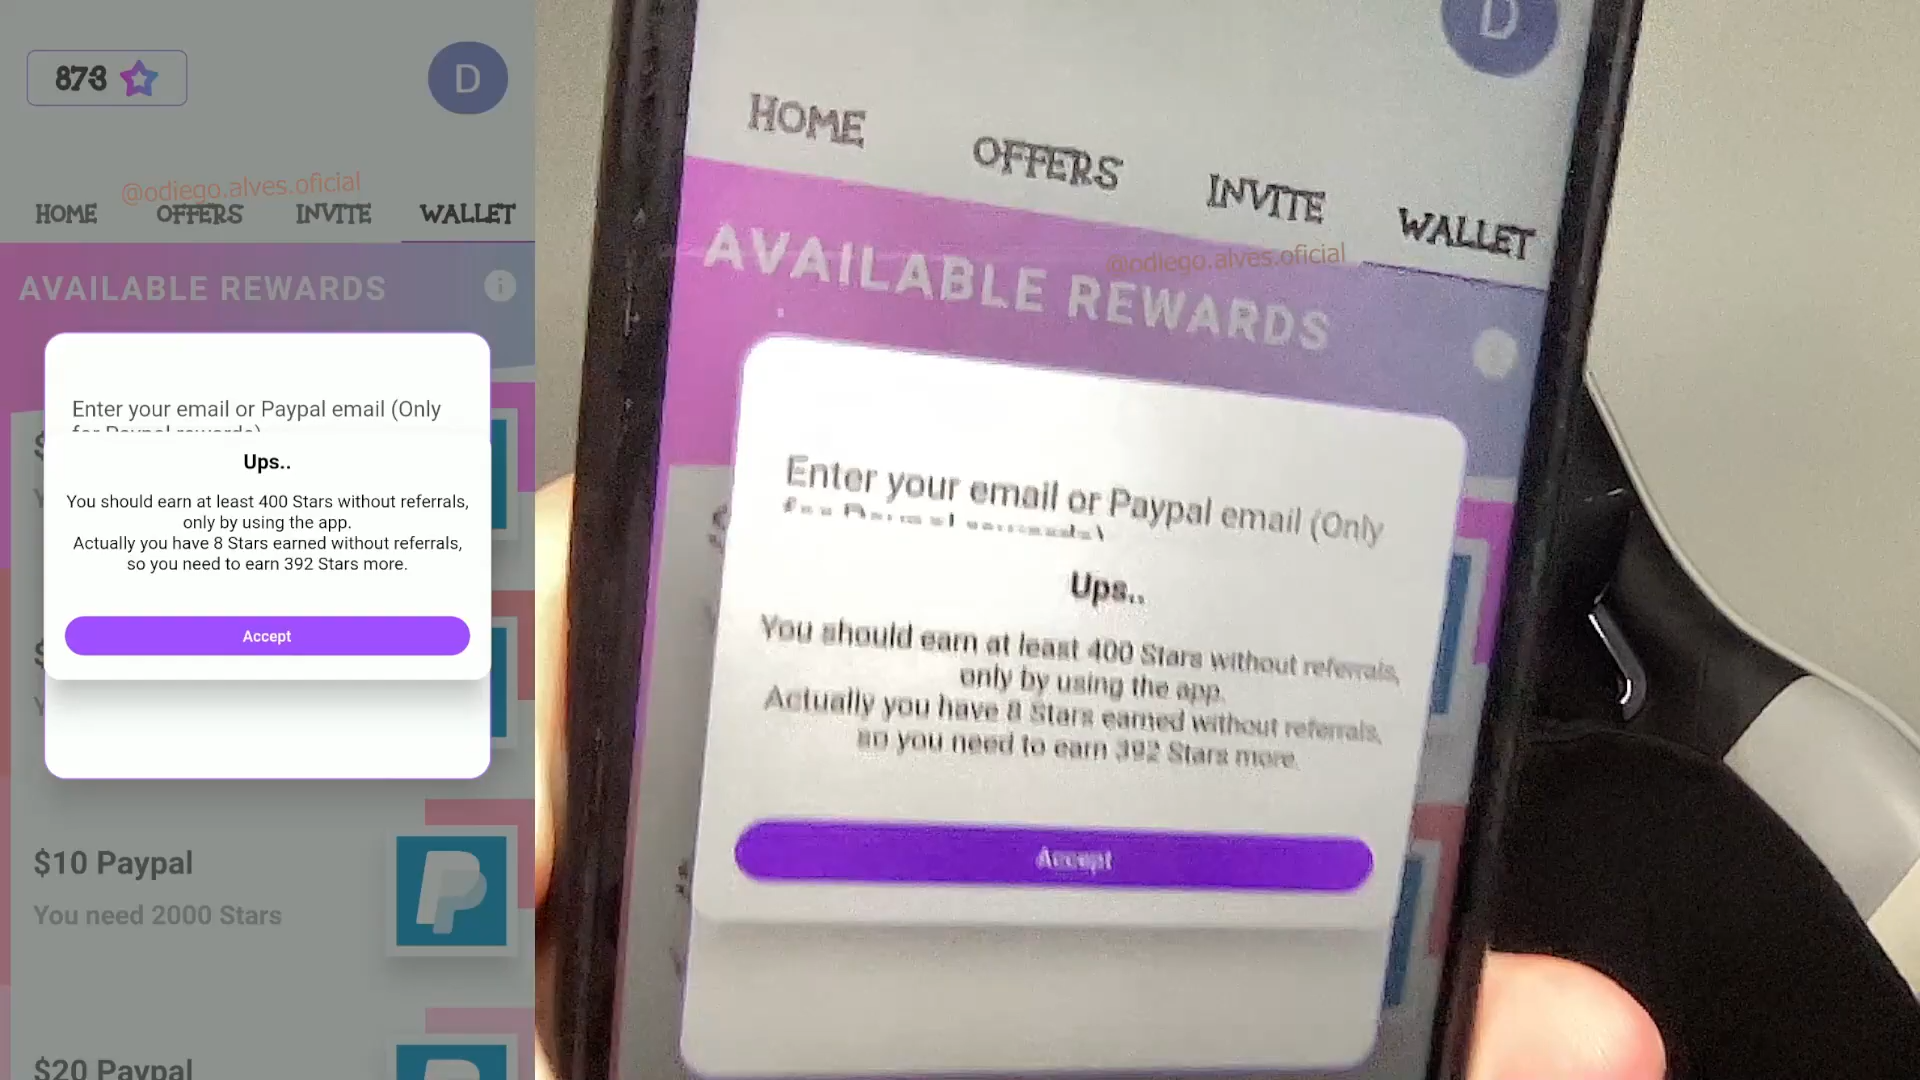 873
D
@odiego.alves.oficial
HOME OFFERS INVITE WALLET
AVAILABLE REWARDS
i
Enter your email or Paypal email (Only
for Paypal rewards)
Ups..
You should earn at least 400 Stars without referrals,
only by using the app.
Actually you have 8 Stars earned without referrals,
so you need to earn 392 Stars more.
Accept
$10 Paypal
You need 2000 Stars
$20 Paypal
D
HOME OFFERS INVITE WALLET
@odiego.alves.oficial
AVAILABLE REWARDS
Enter your email or Paypal email (Only
Ups..
You should earn at least 400 Stars without referrals,
only by using the app.
Actually you have 8 Stars earned without referrals,
so you need to earn 392 Stars more.
Accept